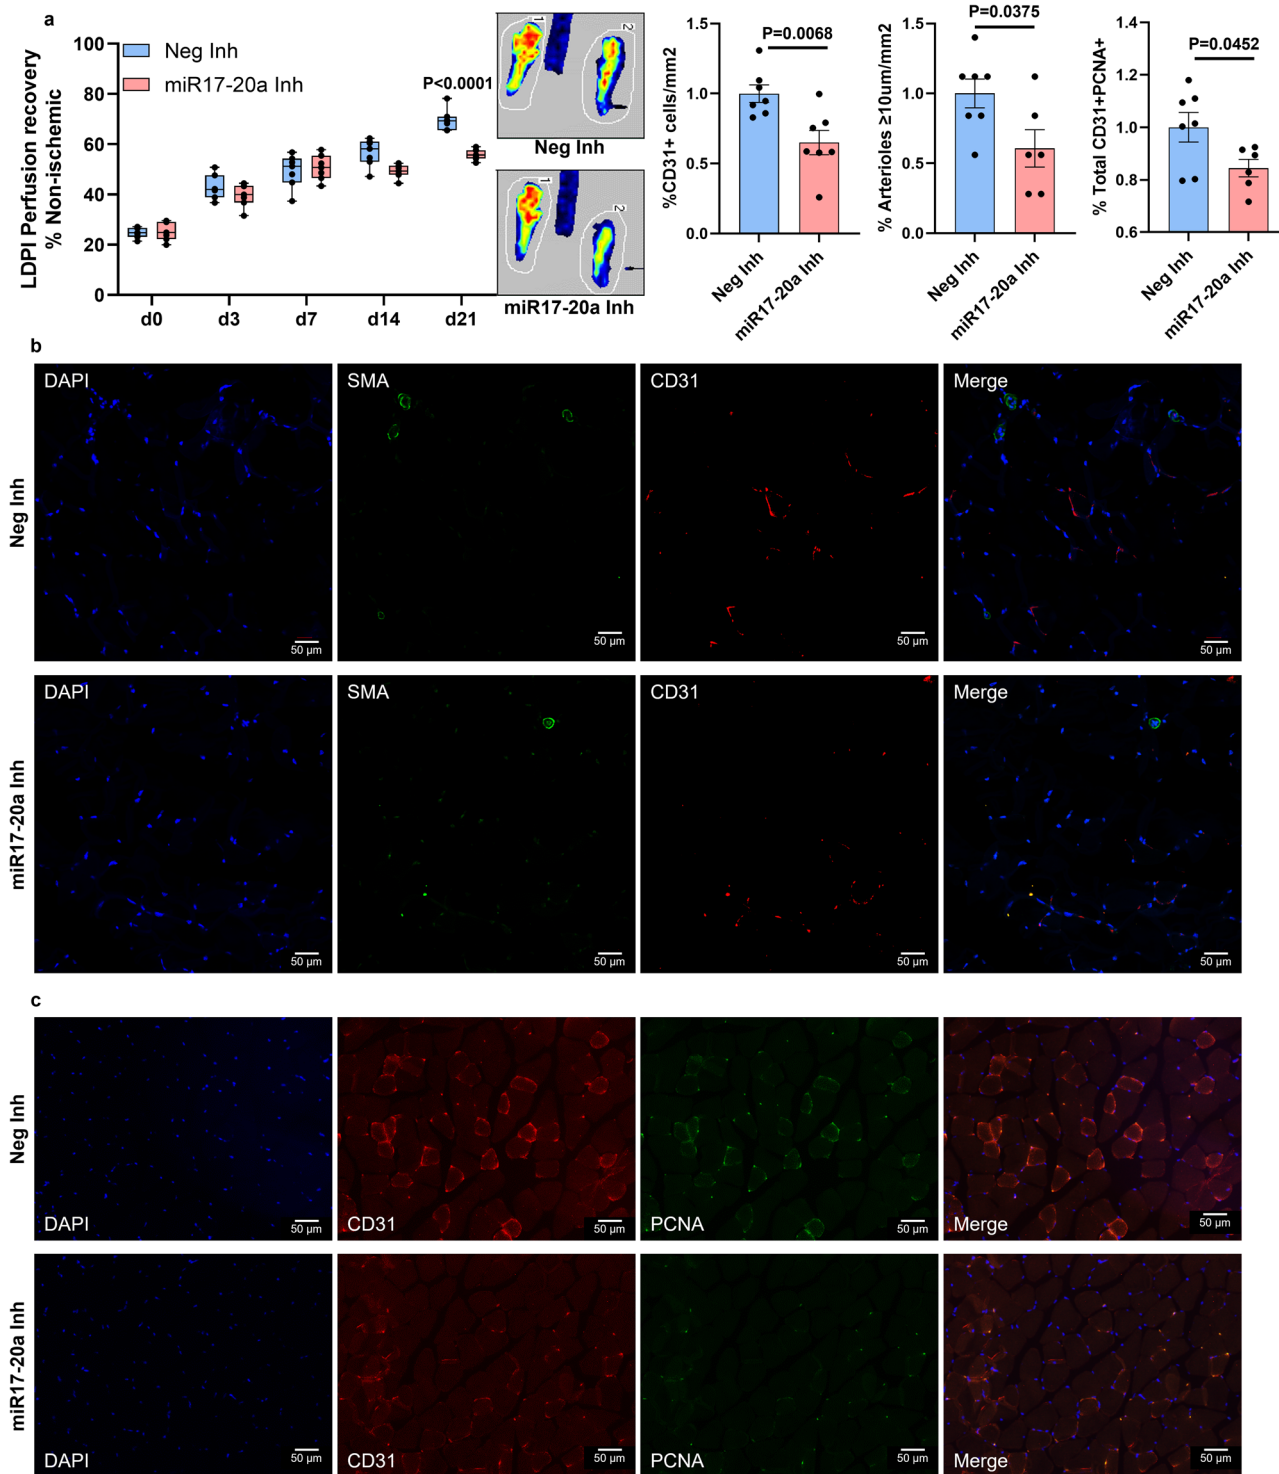 a
LDPI Perfusion recovery
% Non-ischemic
100
80
60
40
20
0
Neg Inh
miR17-20a Inh
P<0.0001
d0
d3
d7
d14
d21
1
2
Neg Inh
1
2
miR17-20a Inh
%CD31+ cells/mm2
1.5
1.0
0.5
0.0
P=0.0068
Neg Inh
miR17-20a Inh
% Arterioles ≥10um/mm2
1.5
1.0
0.5
0.0
P=0.0375
Neg Inh
miR17-20a Inh
% Total CD31+PCNA+
1.4
1.2
1.0
0.8
0.6
P=0.0452
Neg Inh
miR17-20a Inh
b
Neg Inh
DAPI
50 µm
SMA
50 µm
CD31
50 µm
Merge
50 µm
miR17-20a Inh
DAPI
50 µm
SMA
50 µm
CD31
50 µm
Merge
50 µm
c
Neg Inh
DAPI
50 µm
CD31
50 µm
PCNA
50 µm
Merge
50 µm
miR17-20a Inh
DAPI
50 µm
CD31
50 µm
PCNA
50 µm
Merge
50 µm